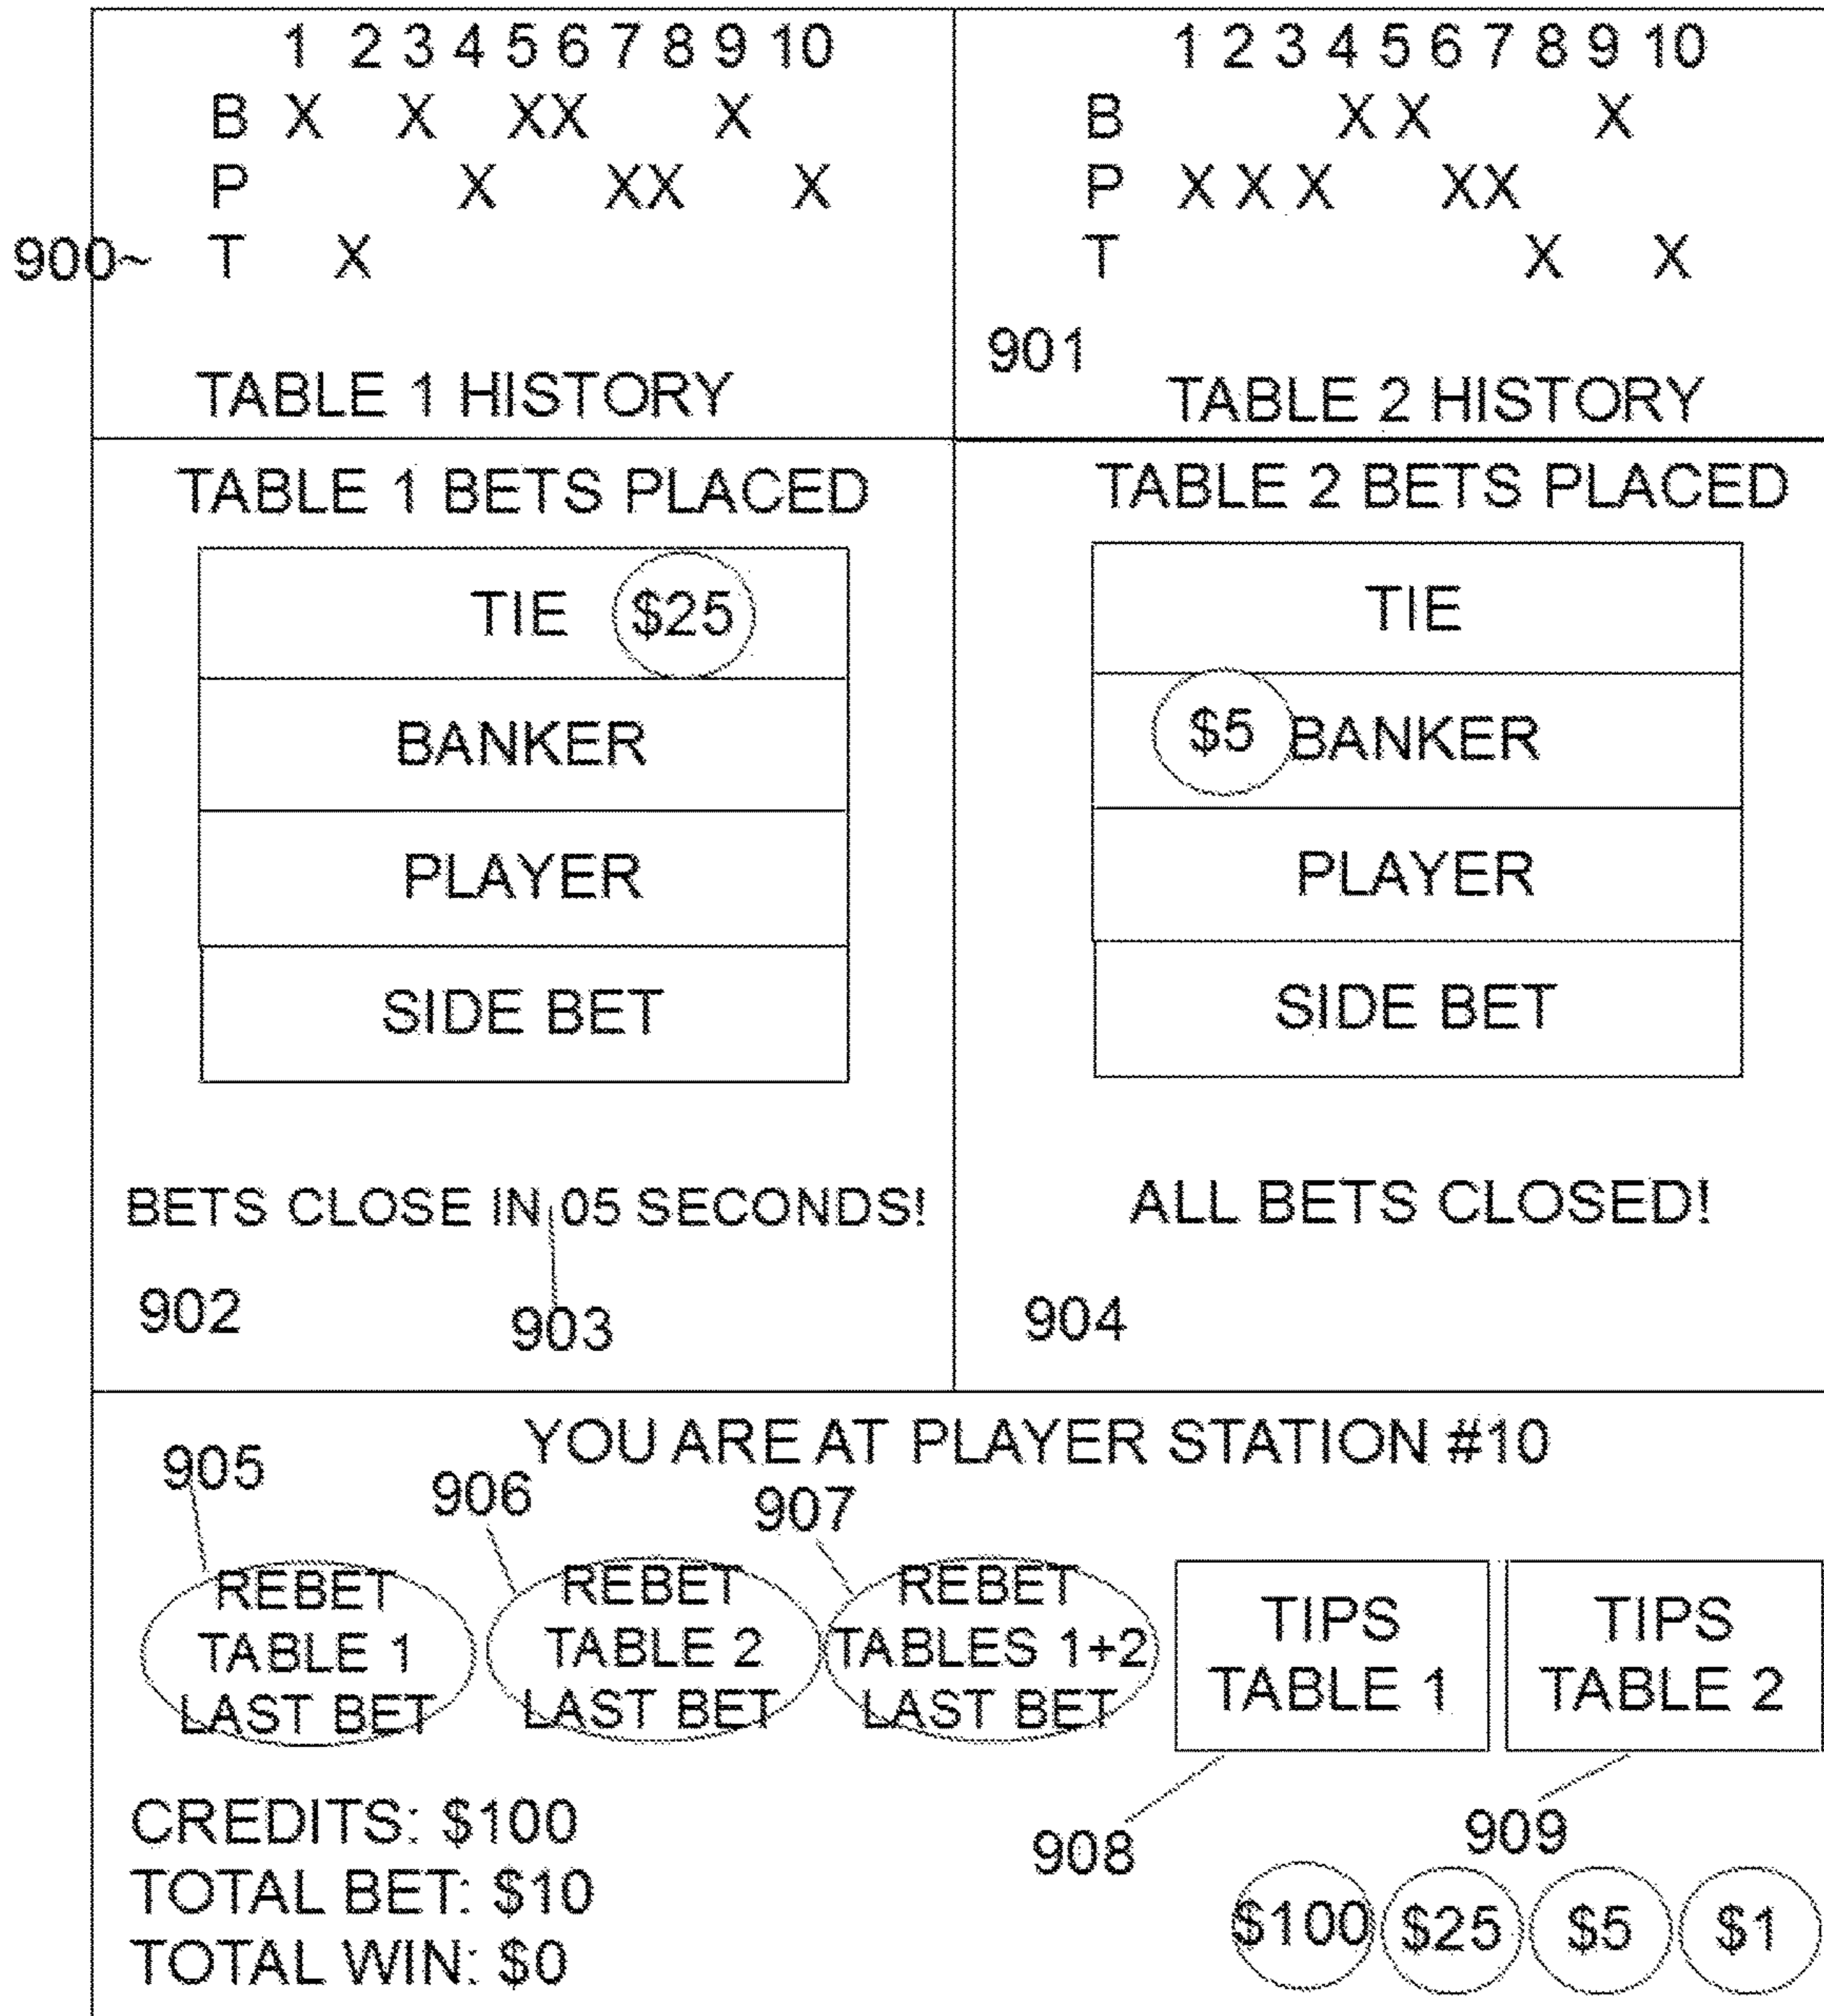 1 2 3 4 5 6 7 8 9 10
B X X XX X
P X XX X
900~ T X
TABLE 1 HISTORY
1 2 3 4 5 6 7 8 9 10
B X X X
P X X X XX
T X X
901
TABLE 2 HISTORY
TABLE 1 BETS PLACED
TIE $25
BANKER
PLAYER
SIDE BET
BETS CLOSE IN 05 SECONDS!
902 903
TABLE 2 BETS PLACED
TIE
$5 BANKER
PLAYER
SIDE BET
ALL BETS CLOSED!
904
YOU ARE AT PLAYER STATION #10
905 906 907
REBET
TABLE 1
LAST BET
REBET
TABLE 2
LAST BET
REBET
TABLES 1+2
LAST BET
TIPS
TABLE 1
TIPS
TABLE 2
908 909
CREDITS: $100
TOTAL BET: $10
TOTAL WIN: $0
$100 $25 $5 $1